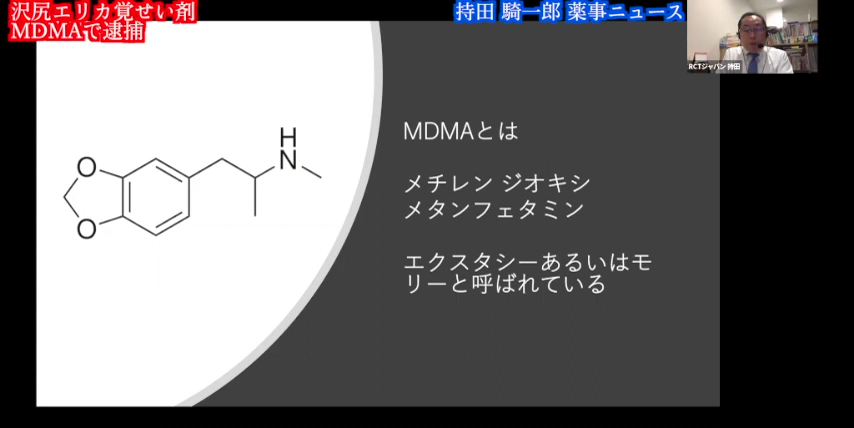 沢尻エリカ覚せい剤
MDMAで逮捕
持田 騎一郎 薬事ニュース
RCTジャパン 持田
MDMAとは
メチレン ジオキシ
メタンフェタミン
エクスタシーあるいはモ
リーと呼ばれている
O
O
H
N